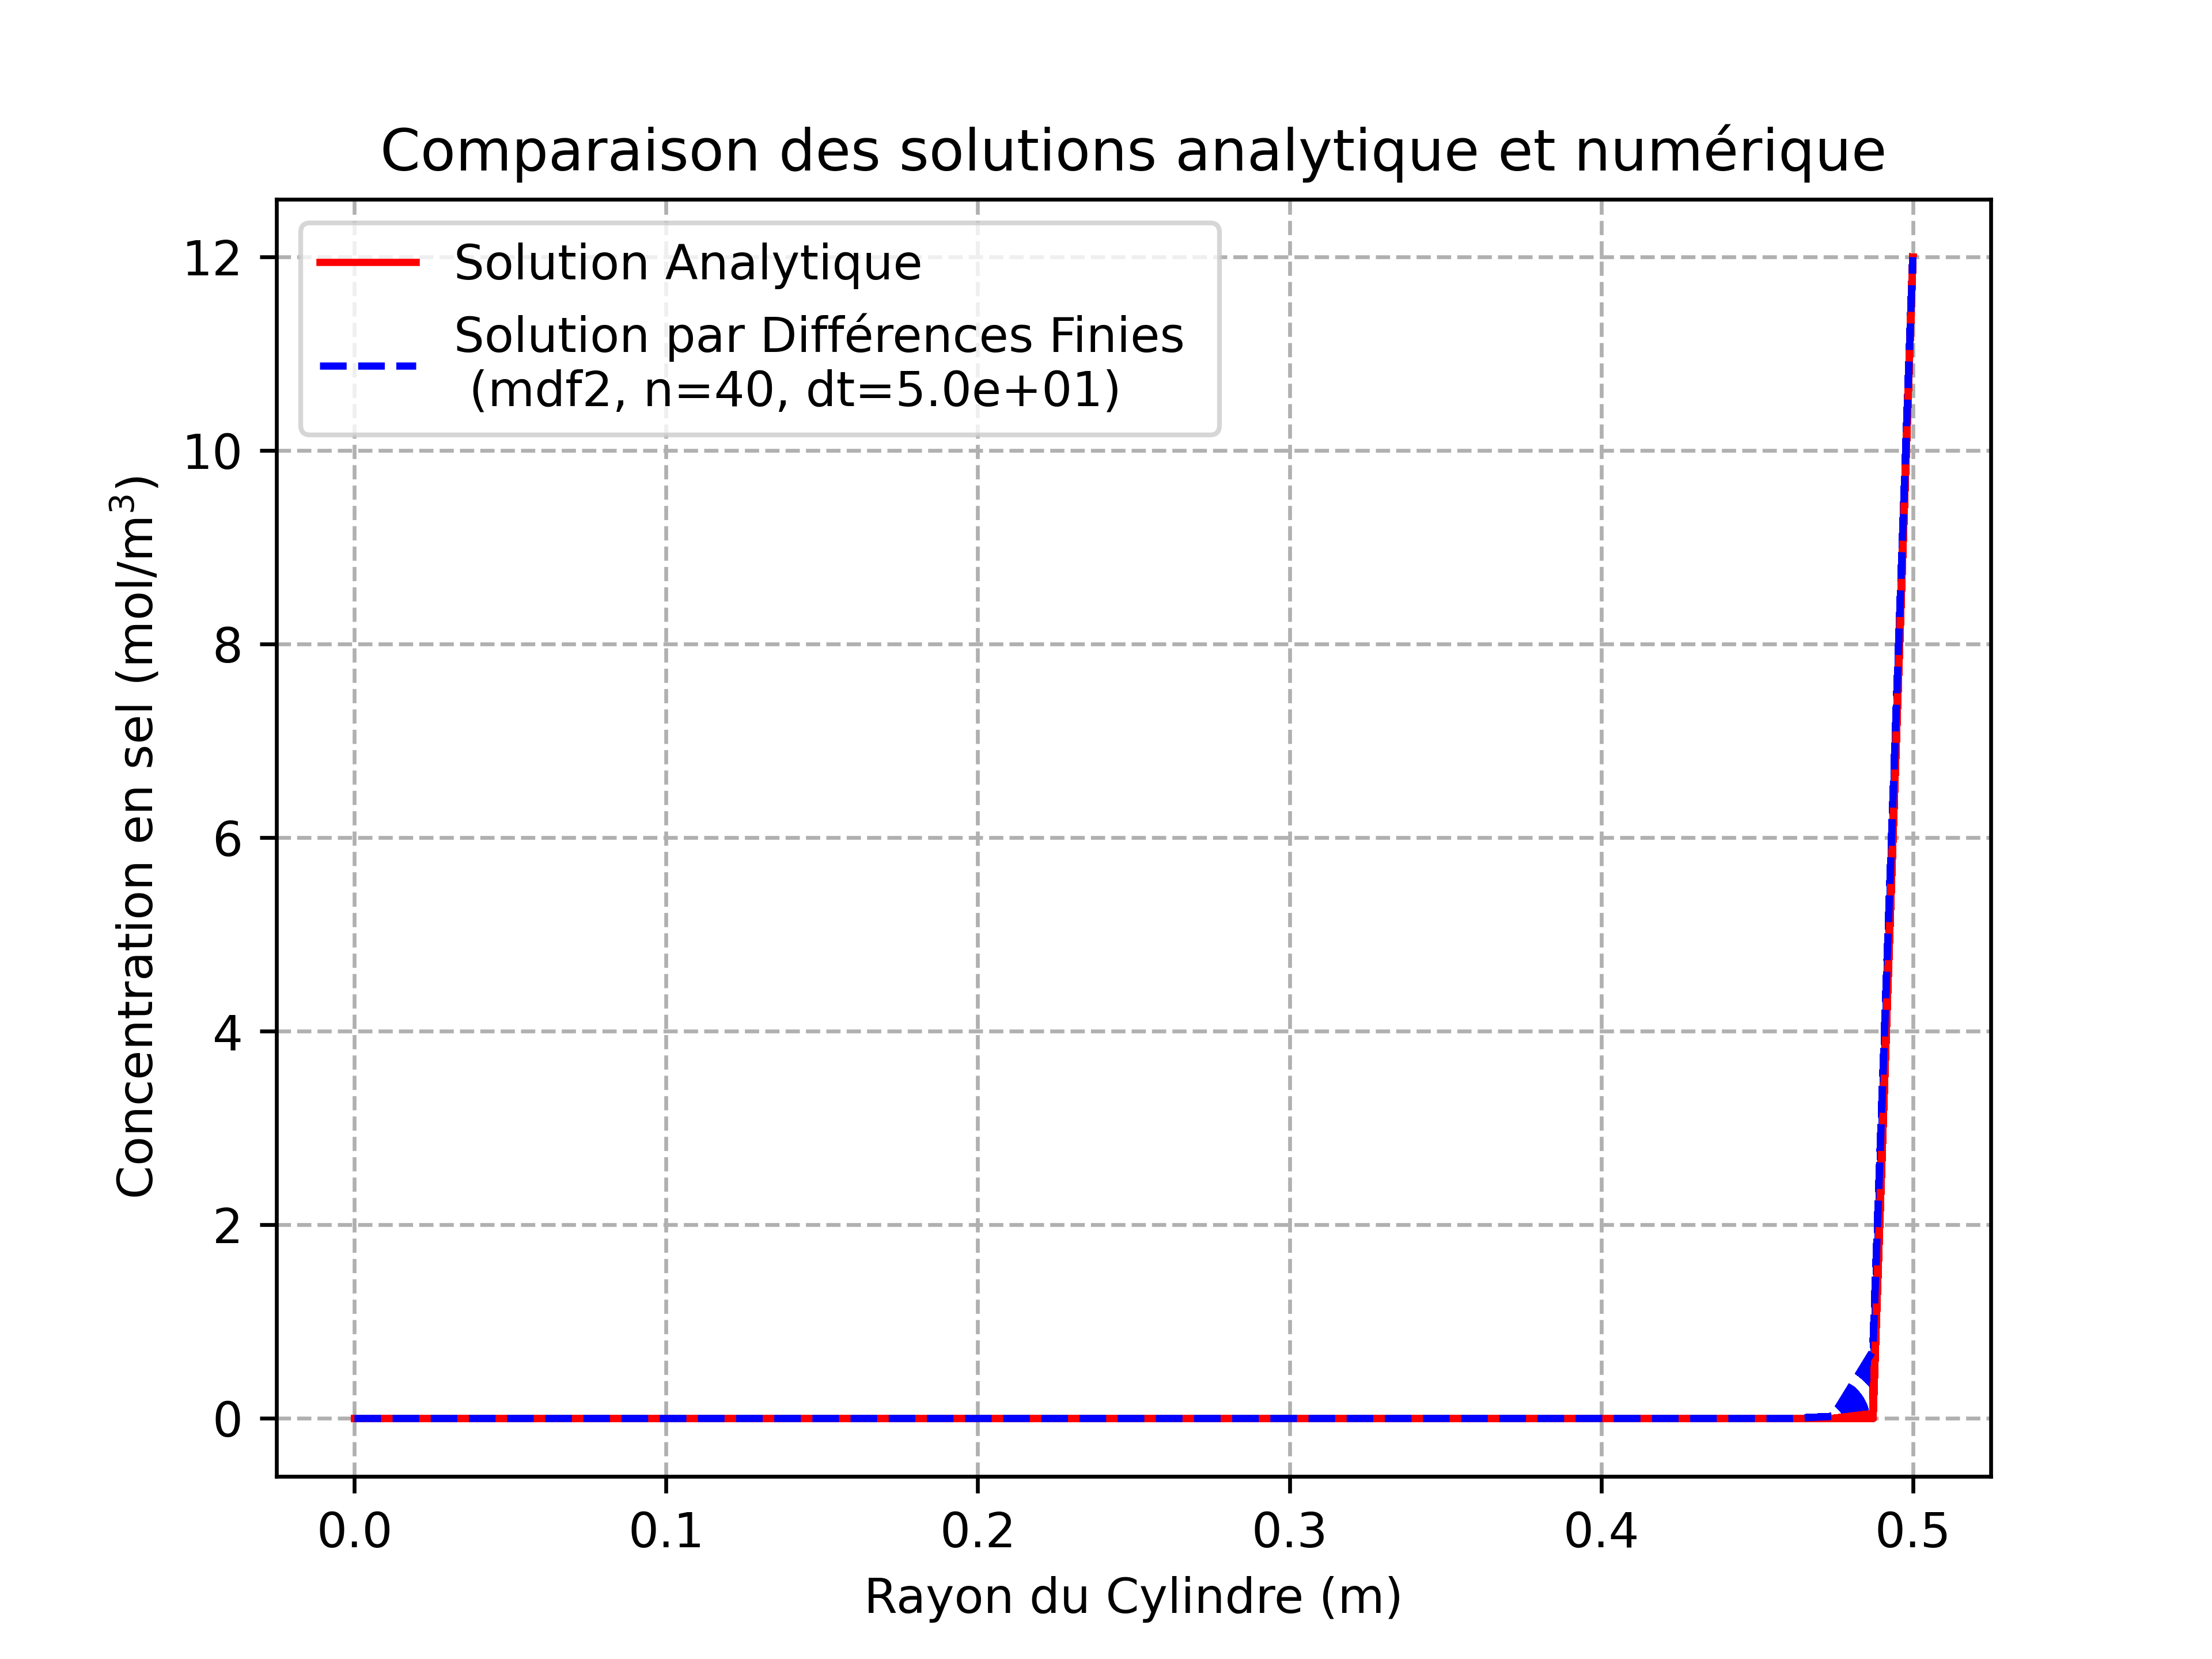 Comparaison des solutions analytique et numérique
Solution Analytique
Solution par Différences Finies
(mdf2, n=40, dt=5.0e+01)
Concentration en sel (mol/m³)
12
10
8
6
4
2
0
0.0 0.1 0.2 0.3 0.4 0.5
Rayon du Cylindre (m)